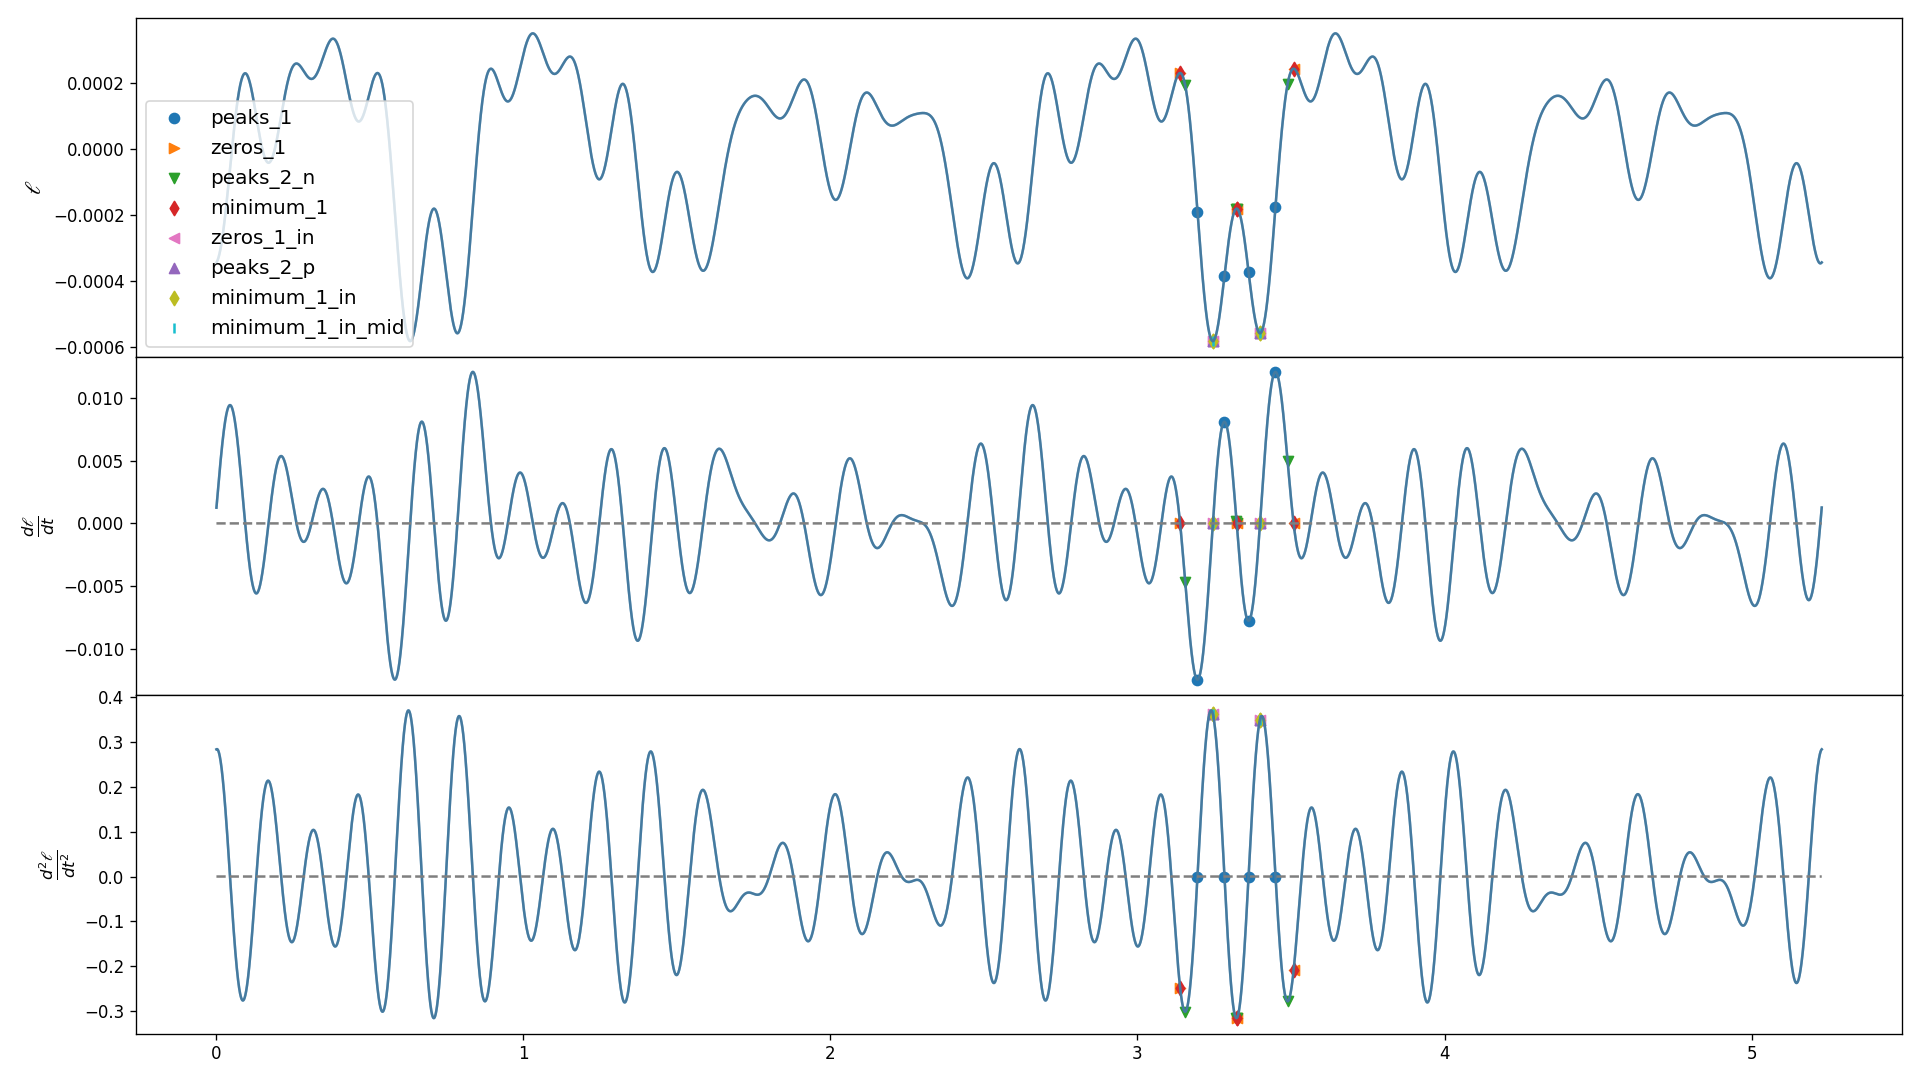 0.0002
0.0000
−0.0002
−0.0004
−0.0006
ℓ
peaks_1
zeros_1
peaks_2_n
minimum_1
zeros_1_in
peaks_2_p
minimum_1_in
minimum_1_in_mid
0.010
0.005
0.000
−0.005
−0.010
dℓ
dt
0.4
0.3
0.2
0.1
0.0
−0.1
−0.2
−0.3
d²ℓ
dt²
0 1 2 3 4 5